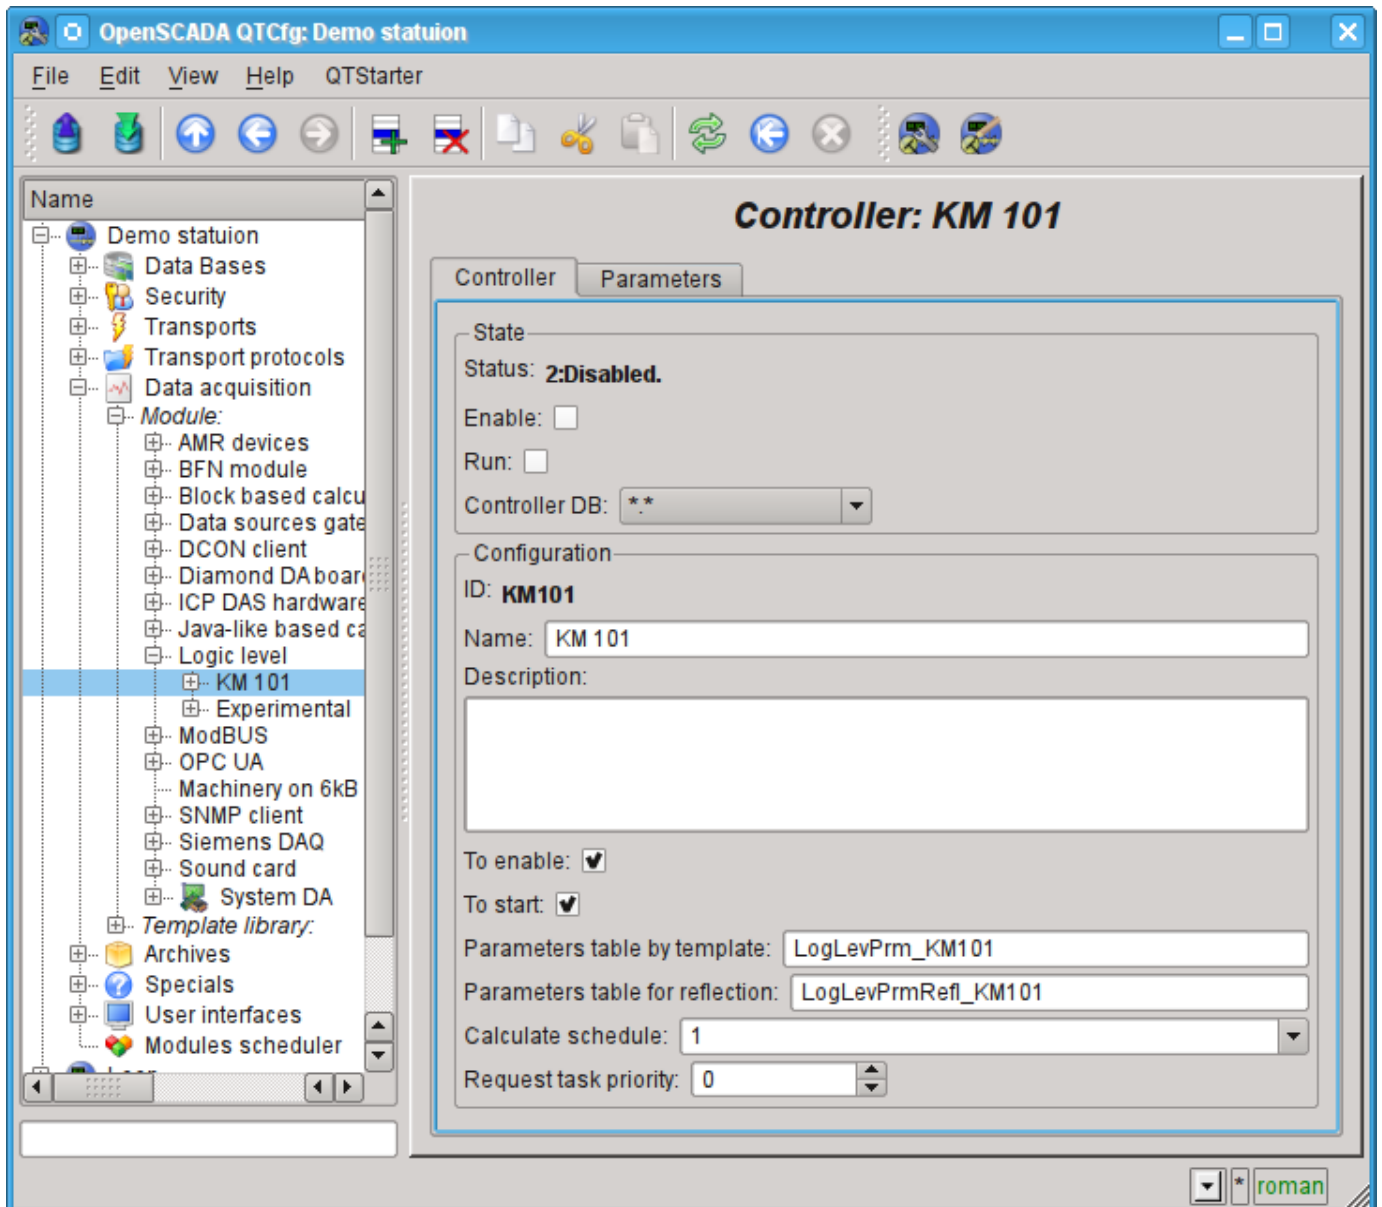 OpenSCADA QTCfg: Demo statuion
File Edit View Help QTStarter
Name
Demo statuion
Data Bases
Security
Transports
Transport protocols
Data acquisition
Module:
AMR devices
BFN module
Block based calcu
Data sources gate
DCON client
Diamond DA boar
ICP DAS hardware
Java-like based ca
Logic level
KM 101
Experimental
ModBUS
OPC UA
Machinery on 6kB
SNMP client
Siemens DAQ
Sound card
System DA
Template library:
Archives
Specials
User interfaces
Modules scheduler
Controller: KM 101
Controller Parameters
State
Status: 2:Disabled.
Enable:
Run:
Controller DB: *.*
Configuration
ID: KM101
Name: KM 101
Description:
To enable:
To start:
Parameters table by template: LogLevPrm_KM101
Parameters table for reflection: LogLevPrmRefl_KM101
Calculate schedule: 1
Request task priority: 0
* roman